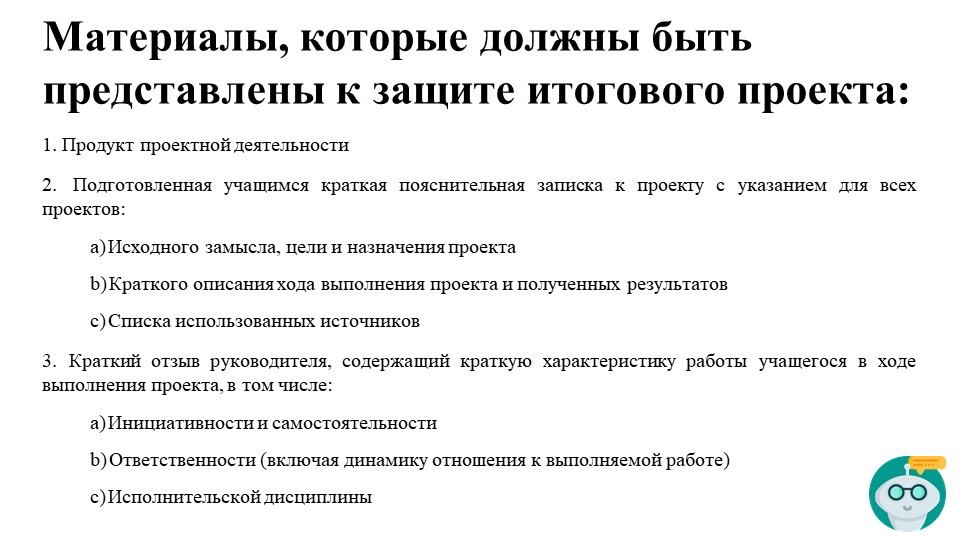 Материалы, которые должны быть
представлены к защите итогового проекта:
1. Продукт проектной деятельности
2. Подготовленная учащимся краткая пояснительная записка к проекту с указанием для всех
проектов:
a)Исходного замысла, цели и назначения проекта
b)Краткого описания хода выполнения проекта и полученных результатов
c)Списка использованных источников
3. Краткий отзыв руководителя, содержащий краткую характеристику работы учащегося в ходе
выполнения проекта, в том числе:
a)Инициативности и самостоятельности
b)Ответственности (включая динамику отношения к выполняемой работе)
c)Исполнительской дисциплины